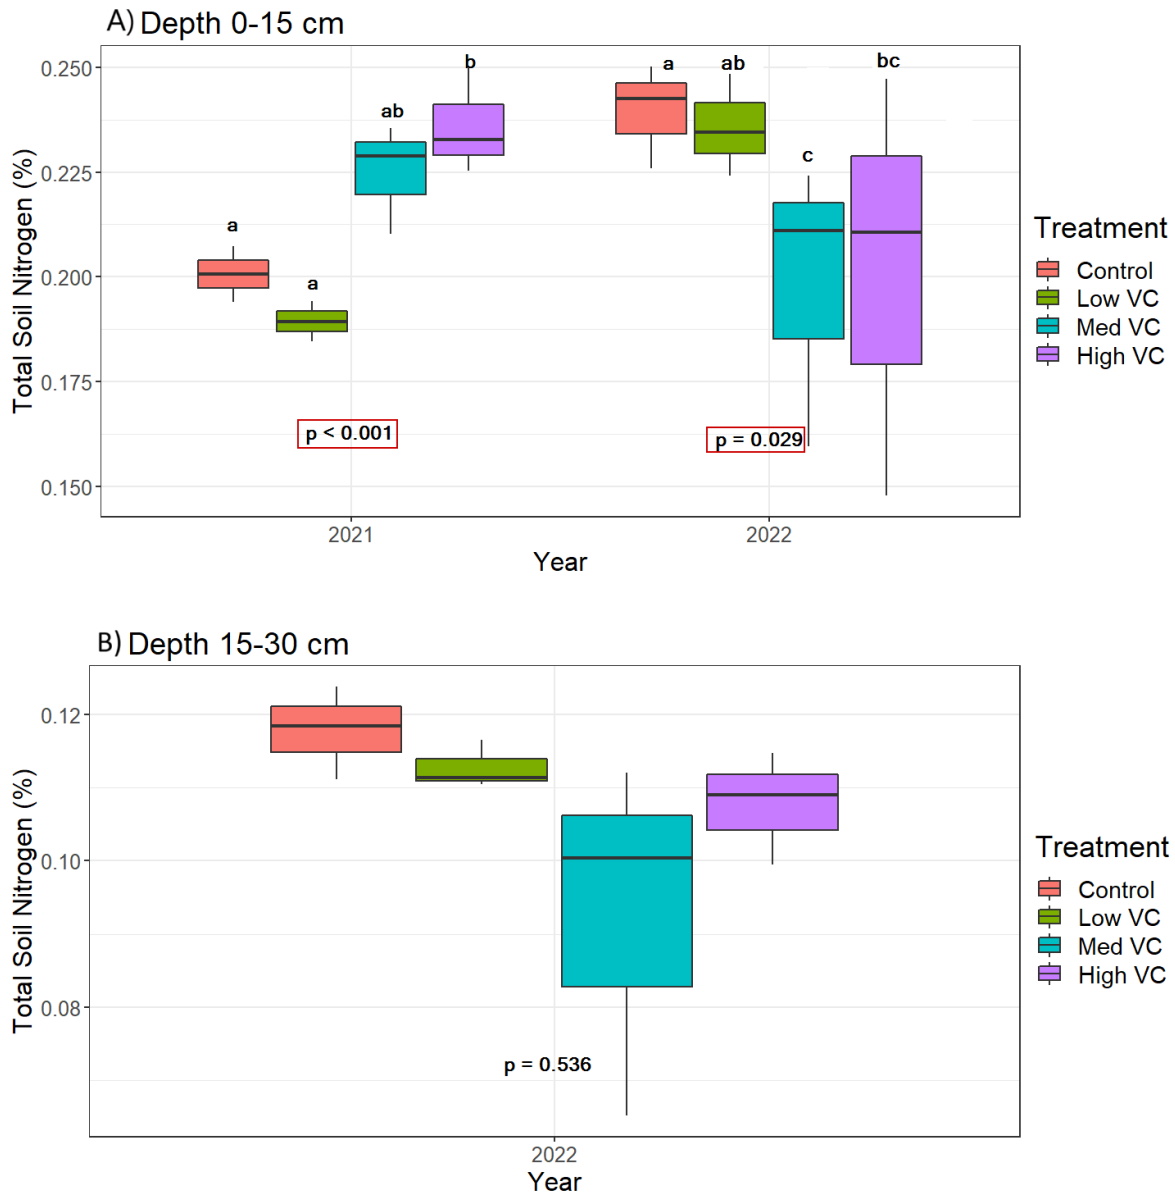 A) Depth 0-15 cm
Total Soil Nitrogen (%)
0.250
0.225
0.200
0.175
0.150
a
a
ab
b
a
ab
c
bc
p < 0.001
p = 0.029
2021
2022
Year
Treatment
Control
Low VC
Med VC
High VC
B) Depth 15-30 cm
Total Soil Nitrogen (%)
0.12
0.10
0.08
p = 0.536
2022
Year
Treatment
Control
Low VC
Med VC
High VC